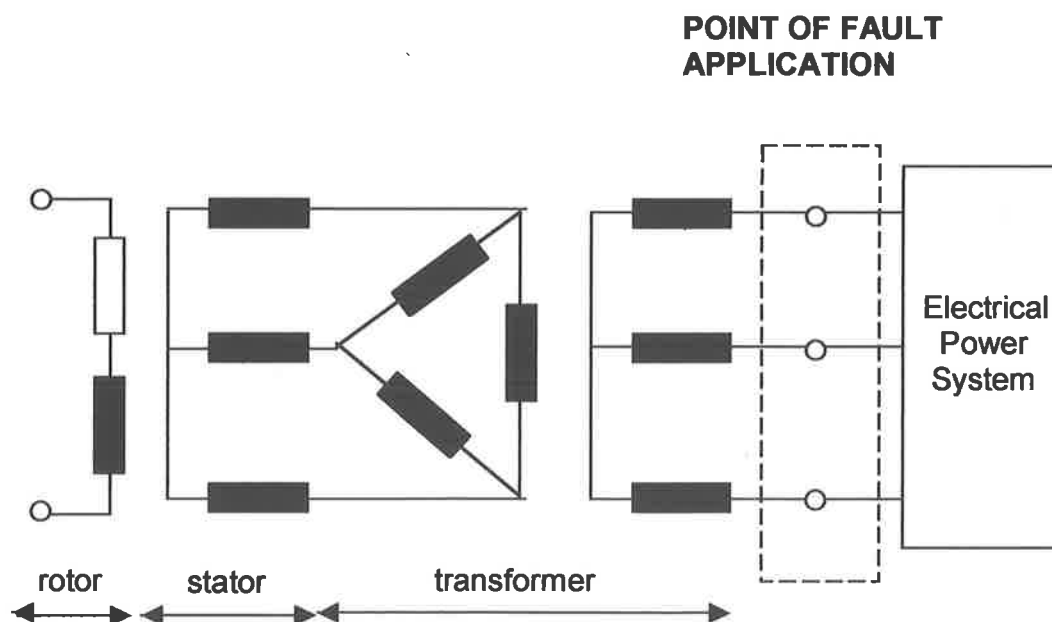 POINT OF FAULT
APPLICATION
Electrical
Power
System
rotor
stator
transformer